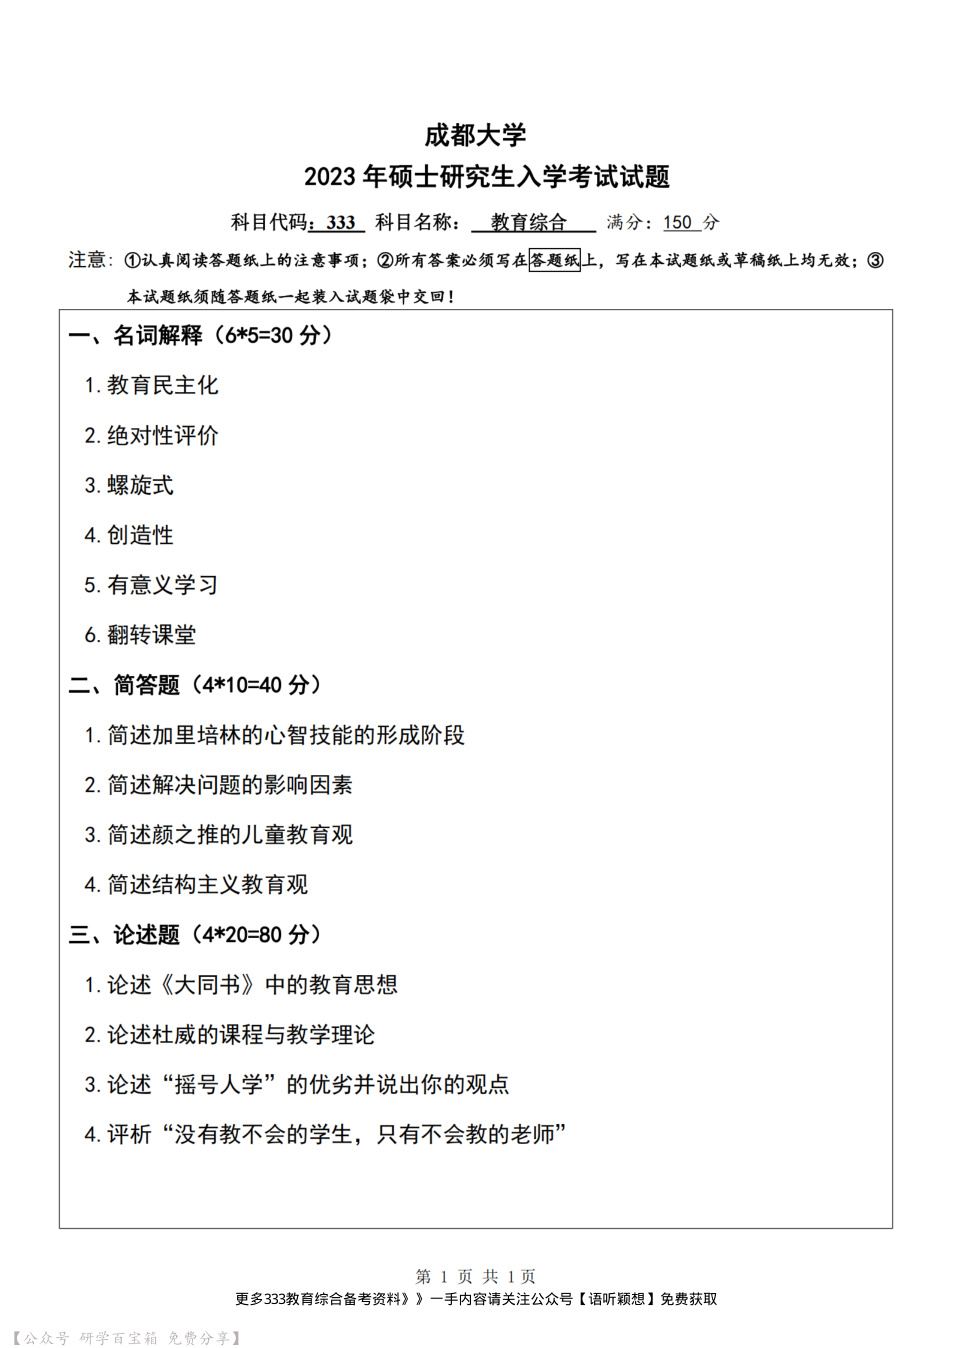 成都大学
2023 年硕士研究生入学考试试题
科目代码：333 科目名称： 教育综合 满分：150 分
注意：①认真阅读答题纸上的注意事项；②所有答案必须写在答题纸上，写在本试题纸或草稿纸上均无效；③
本试题纸须随答题纸一起装入试题袋中交回！
一、名词解释（6*5=30 分）
1.教育民主化
2.绝对性评价
3.螺旋式
4.创造性
5.有意义学习
6.翻转课堂
二、简答题（4*10=40 分）
1.简述加里培林的心智技能的形成阶段
2.简述解决问题的影响因素
3.简述颜之推的儿童教育观
4.简述结构主义教育观
三、论述题（4*20=80 分）
1.论述《大同书》中的教育思想
2.论述杜威的课程与教学理论
3.论述“摇号人学”的优劣并说出你的观点
4.评析“没有教不会的学生，只有不会教的老师”
第 1 页 共 1页
更多333教育综合备考资料》》一手内容请关注公众号【语听颖想】免费获取
【公众号 研学百宝箱 免费分享】